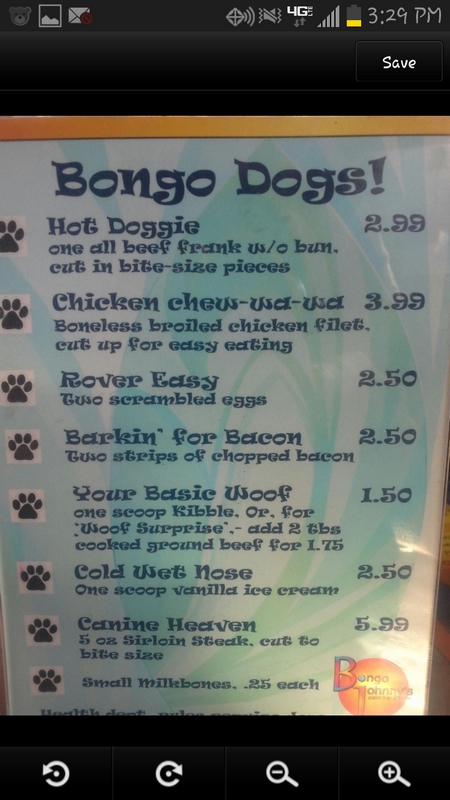 4G LTE 3:29 PM
Save
Bongo Dogs!
Hot Doggie 2.99
one all beef frank w/o bun,
cut in bite-size pieces
Chicken chew-wa-wa 3.99
Boneless broiled chicken filet,
cut up for easy eating
Rover Easy 2.50
Two scrambled eggs
Barkin' for Bacon 2.50
Two strips of chopped bacon
Your Basic Woof 1.50
one scoop Kibble. Or, for
'Woof Surprise',- add 2 tbs
cooked ground beef for 1.75
Cold Wet Nose 2.50
One scoop vanilla ice cream
Canine Heaven 5.99
5 oz Sirloin Steak, cut to
bite size
Small Milkbones, .25 each
Bongo
Johnny's
Health dept. rules require